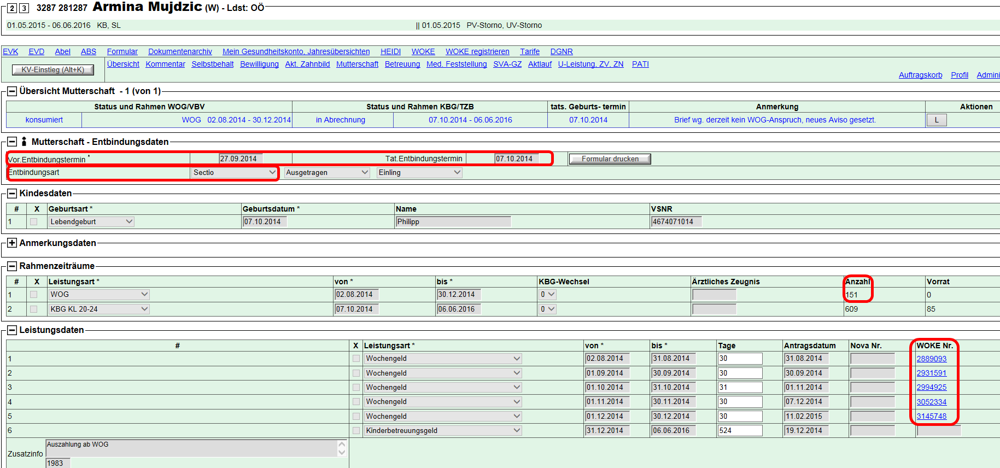 2 3 3287 281287 Armina Mujdzic (W) - Ldst: OÖ
01.05.2015 - 06.06.2016 KB, SL || 01.05.2015 PV-Storno, UV-Storno
EVK EVD Abel ABS Formular Dokumentenarchiv Mein Gesundheitskonto, Jahresübersichten HEIDI WOKE WOKE registrieren Tarife DGNR
KV-Einstieg (Alt+K) Übersicht Kommentar Selbstbehalt Bewilligung Akt. Zahnbild Mutterschaft Betreuung Med. Feststellung SVA-GZ Aktlauf U-Leistung, ZV, ZN PATI
Auftragskorb Profil Admini
Übersicht Mutterschaft - 1 (von 1)
Status und Rahmen WOG/VBV Status und Rahmen KBG/TZB tats. Geburts- termin Anmerkung Aktionen
konsumiert WOG 02.08.2014 - 30.12.2014 in Abrechnung 07.10.2014 - 06.06.2016 07.10.2014 Brief wg. derzeit kein WOG-Anspruch, neues Aviso gesetzt. L
Mutterschaft - Entbindungsdaten
Vor.Entbindungstermin * 27.09.2014 Tat.Entbindungstermin 07.10.2014 Formular drucken
Entbindungsart Sectio Ausgetragen Einling
Kindesdaten
# X Geburtsart * Geburtsdatum * Name VSNR
1 Lebendgeburt 07.10.2014 Philipp 4674071014
Anmerkungsdaten
Rahmenzeiträume
# X Leistungsart * von * bis * KBG-Wechsel Ärztliches Zeugnis Anzahl Vorrat
1 WOG 02.08.2014 30.12.2014 0 151 0
2 KBG KL 20-24 07.10.2014 06.06.2016 0 609 85
Leistungsdaten
# X Leistungsart * von * bis * Tage Antragsdatum Nova Nr. WOKE Nr.
1 Wochengeld 02.08.2014 31.08.2014 30 31.08.2014 2889093
2 Wochengeld 01.09.2014 30.09.2014 30 30.09.2014 2931591
3 Wochengeld 01.10.2014 31.10.2014 31 01.11.2014 2994925
4 Wochengeld 01.11.2014 30.11.2014 30 07.12.2014 3052334
5 Wochengeld 01.12.2014 30.12.2014 30 11.02.2015 3145748
6 Kinderbetreuungsgeld 31.12.2014 06.06.2016 524 19.12.2014
Zusatzinfo Auszahlung ab WOG
1983